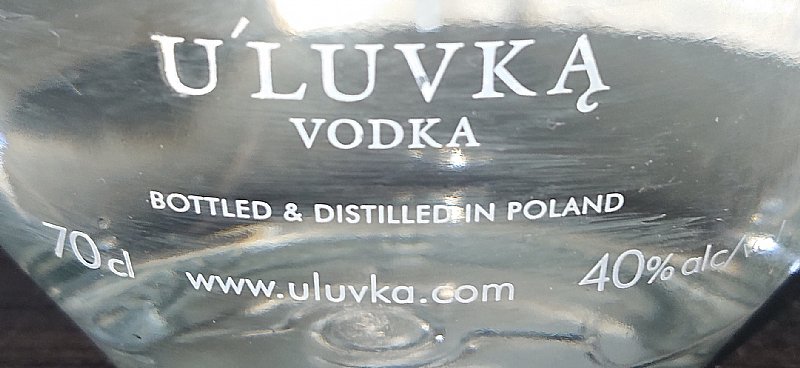 U'LUVKĄ
VODKA
BOTTLED & DISTILLED IN POLAND
70cl
www.uluvka.com
40% alc/